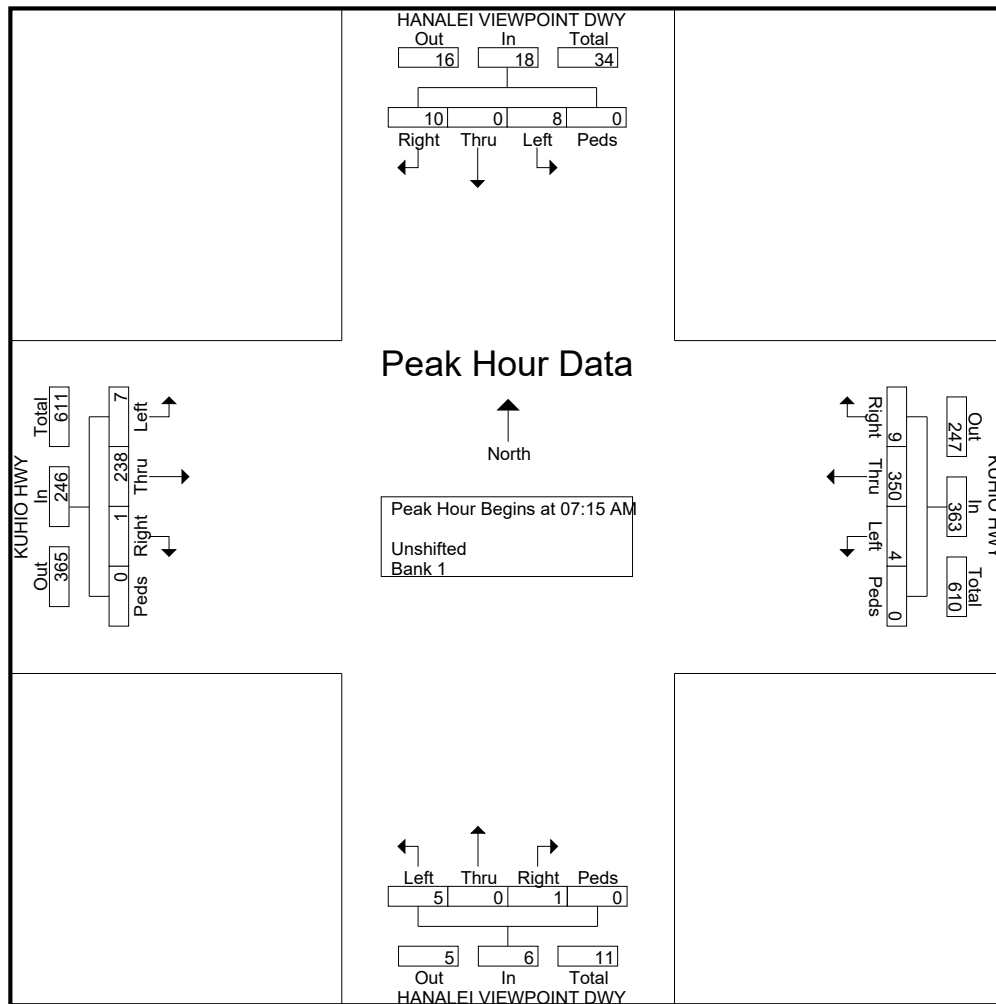 HANALEI VIEWPOINT DWY
Out In Total
16 18 34
10 0 8 0
Right Thru Left Peds
Peak Hour Data
North
Peak Hour Begins at 07:15 AM
Unshifted
Bank 1
KUHIO HWY
Out In Total
365 246 611
7 238 1 0
Left Thru Right Peds
KUHIO HWY
Out In Total
247 363 610
9 350 4 0
Right Thru Left Peds
Left Thru Right Peds
5 0 1 0
5 6 11
Out In Total
HANALEI VIEWPOINT DWY